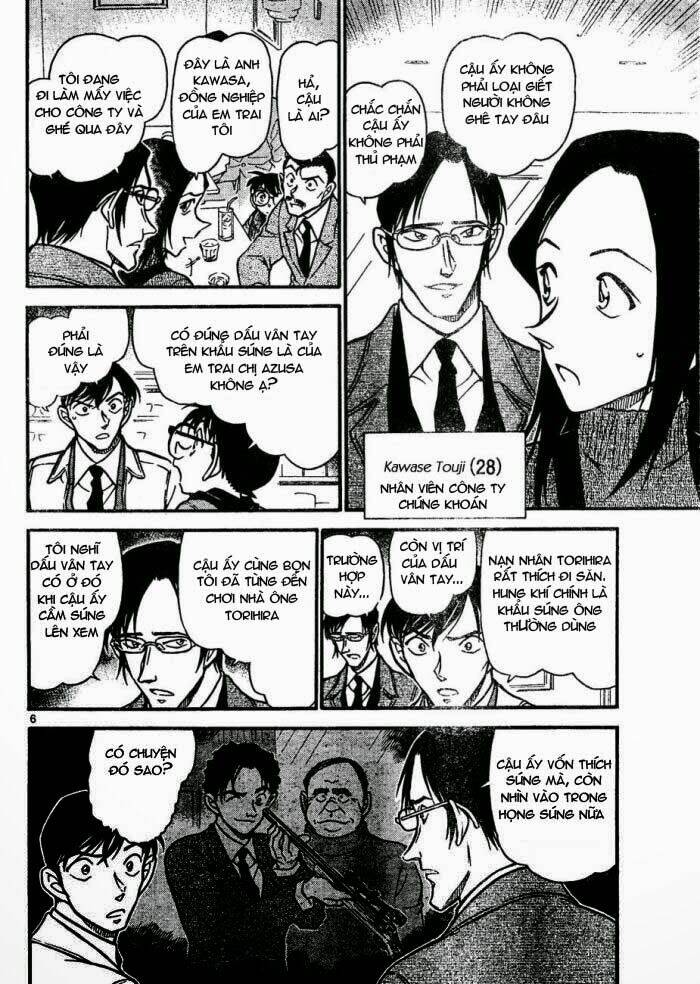 CẬU ẤY KHÔNG
PHẢI LOẠI GIẾT
NGƯỜI KHÔNG
GHÊ TAY ĐÂU
CHẮC CHẮN
CẬU ẤY
KHÔNG PHẢI
THỦ PHẠM
Kawase Touji (28)
NHÂN VIÊN CÔNG TY
CHỨNG KHOÁN
HẢ,
CẬU
LÀ AI?
ĐÂY LÀ ANH
KAWASA,
ĐỒNG NGHIỆP
CỦA EM TRAI
TÔI
TÔI ĐANG
ĐI LÀM MẤY VIỆC
CHO CÔNG TY VÀ
GHÉ QUA ĐÂY
CÓ ĐÚNG DẤU VÂN TAY
TRÊN KHẨU SÚNG LÀ CỦA
EM TRAI CHỊ AZUSA
KHÔNG Ạ?
PHẢI
ĐÚNG LÀ
VẬY
NẠN NHÂN TORIHIRA
RẤT THÍCH ĐI SĂN.
HUNG KHÍ CHÍNH LÀ
KHẨU SÚNG ÔNG
THƯỜNG DÙNG
CÒN VỊ TRÍ
CỦA DẤU
VÂN TAY...
TRƯỜNG
HỢP
NÀY...
CẬU ẤY CÙNG BỌN
TÔI ĐÃ TỪNG ĐẾN
CHƠI NHÀ ÔNG
TORIHIRA
TÔI NGHĨ
DẤU VÂN TAY
CÓ Ở ĐÓ
KHI CẬU ẤY
CẦM SÚNG
LÊN XEM
6
CẬU ẤY VỐN THÍCH
SÚNG MÀ, CÒN
NHÌN VÀO TRONG
HỌNG SÚNG NỮA
CÓ CHUYỆN
ĐÓ SAO?